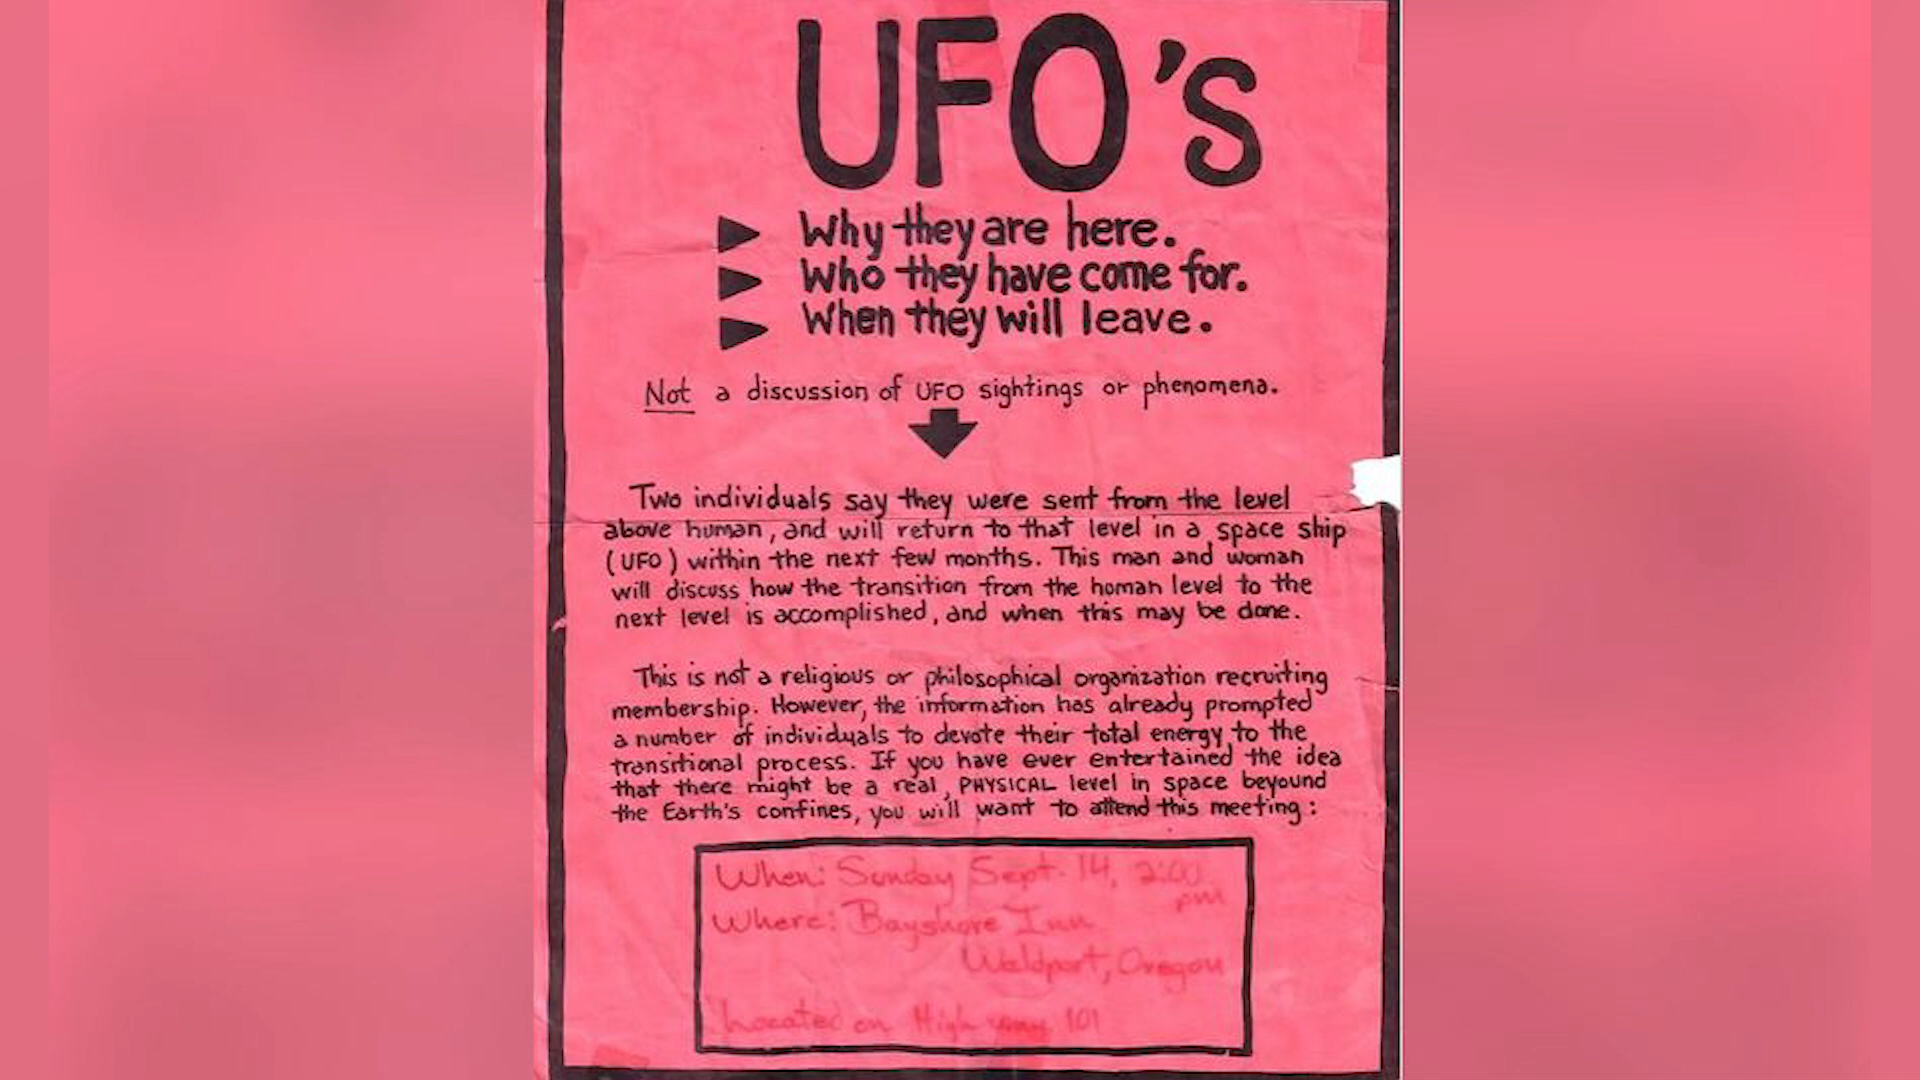 UFO's
Why they are here.
Who they have come for.
When they will leave.
Not a discussion of UFO sightings or phenomena.
Two individuals say they were sent from the level
above human, and will return to that level in a space ship
(UFO) within the next few months. This man and woman
will discuss how the transition from the human level to the
next level is accomplished, and when this may be done.
This is not a religious or philosophical organization recruiting
membership. However, the information has already prompted
a number of individuals to devote their total energy to the
transitional process. If you have ever entertained the idea
that there might be a real, PHYSICAL level in space beyound
the Earth's confines, you will want to attend this meeting:
When: Sunday Sept. 14, 2:00
pm
Where: Bayshore Inn
Waldport, Oregon
Located on High way 101